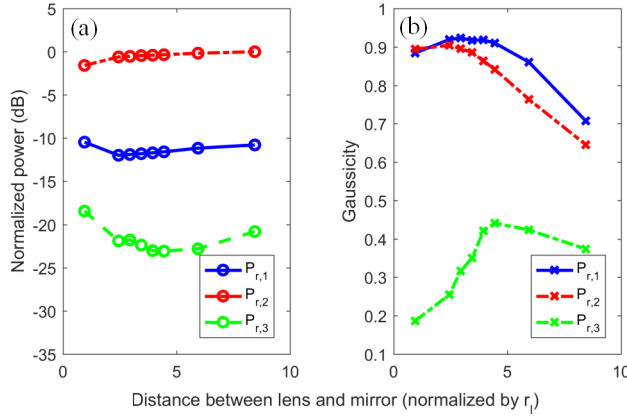 (a)
Normalized power (dB)
5
0
-5
-10
-15
-20
-25
-30
-35
0
5
10
P r,1
P r,2
P r,3
(b)
Gaussicity
1
0.9
0.8
0.7
0.6
0.5
0.4
0.3
0.2
0.1
0
5
10
P r,1
P r,2
P r,3
Distance between lens and mirror (normalized by r_l)